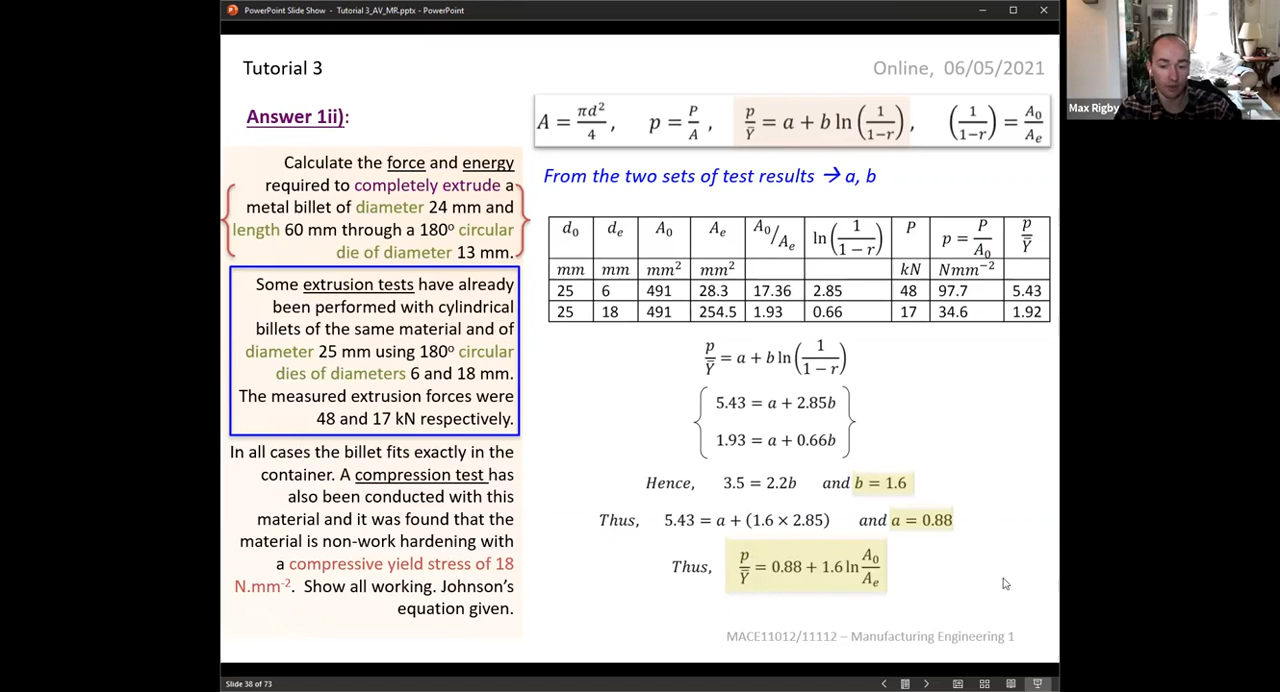 PowerPoint Slide Show - Tutorial 3_AV_MR.pptx - PowerPoint
Max Rigby
Tutorial 3
Online, 06/05/2021
Answer 1ii):
A = πd²/4, p = P/A, p/Ȳ = a + b ln(1/(1−r)), (1/(1−r)) = A₀/Aₑ
Calculate the force and energy
required to completely extrude a
metal billet of diameter 24 mm and
length 60 mm through a 180° circular
die of diameter 13 mm.
Some extrusion tests have already
been performed with cylindrical
billets of the same material and of
diameter 25 mm using 180° circular
dies of diameters 6 and 18 mm.
The measured extrusion forces were
48 and 17 kN respectively.
In all cases the billet fits exactly in the
container. A compression test has
also been conducted with this
material and it was found that the
material is non-work hardening with
a compressive yield stress of 18
N.mm⁻². Show all working. Johnson's
equation given.
From the two sets of test results → a, b
d₀ dₑ A₀ Aₑ A₀/Aₑ ln(1/(1−r)) P p = P/A₀ p/Ȳ
mm mm mm² mm² kN Nmm⁻²
25 6 491 28.3 17.36 2.85 48 97.7 5.43
25 18 491 254.5 1.93 0.66 17 34.6 1.92
p/Ȳ = a + b ln(1/(1−r))
5.43 = a + 2.85b
1.93 = a + 0.66b
Hence, 3.5 = 2.2b and b = 1.6
Thus, 5.43 = a + (1.6 × 2.85) and a = 0.88
Thus, p/Ȳ = 0.88 + 1.6 ln A₀/Aₑ
MACE11012/11112 – Manufacturing Engineering 1
Slide 38 of 73